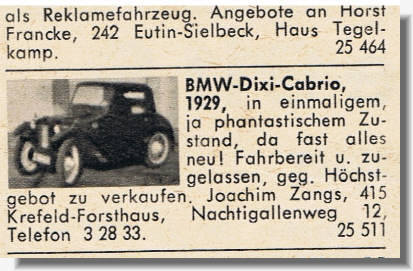 als Reklamefahrzeug. Angebote an Horst
Francke, 242 Eutin-Sielbeck, Haus Tegel-
kamp. 25 464
BMW-Dixi-Cabrio,
1929, in einmaligem,
ja phantastischem Zu-
stand, da fast alles
neu! Fahrbereit u. zu-
gelassen, geg. Höchst-
gebot zu verkaufen. Joachim Zangs, 415
Krefeld-Forsthaus, Nachtigallenweg 12,
Telefon 3 28 33. 25 511